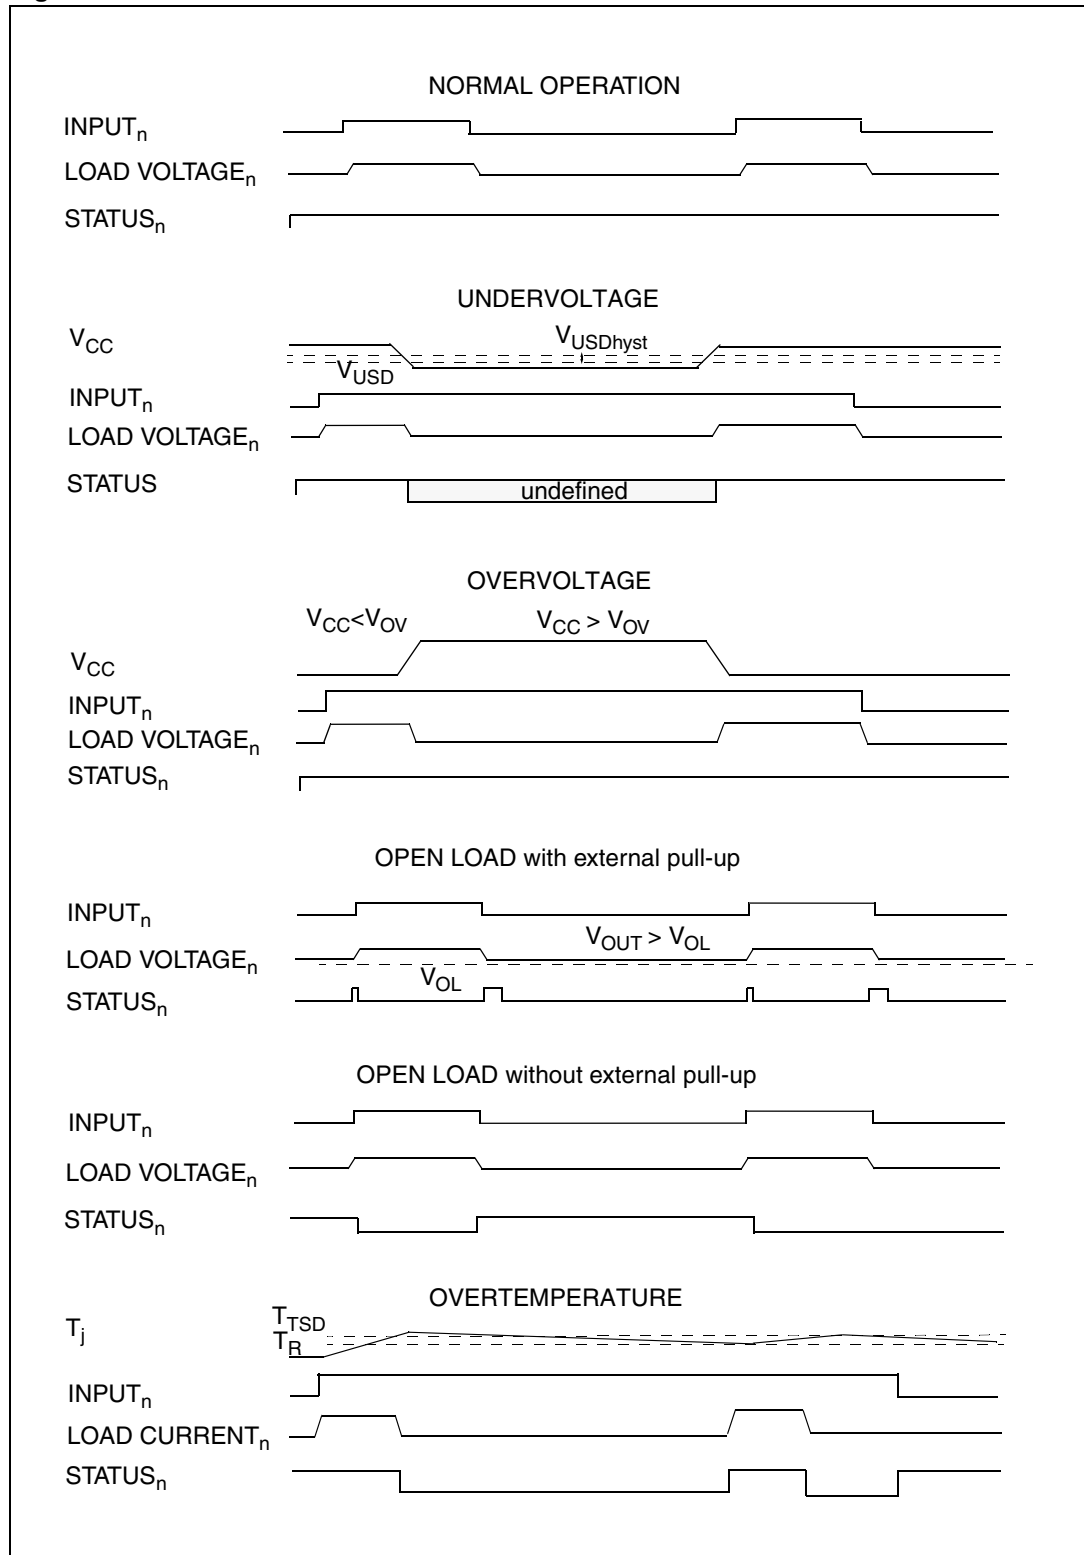 NORMAL OPERATION
INPUTn
LOAD VOLTAGEn
STATUSn
UNDERVOLTAGE
VCC
VUSDhyst
VUSD
INPUTn
LOAD VOLTAGEn
STATUS
undefined
OVERVOLTAGE
VCC<VOV
VCC > VOV
VCC
INPUTn
LOAD VOLTAGEn
STATUSn
OPEN LOAD with external pull-up
INPUTn
VOUT > VOL
LOAD VOLTAGEn
VOL
STATUSn
OPEN LOAD without external pull-up
INPUTn
LOAD VOLTAGEn
STATUSn
OVERTEMPERATURE
Tj
TTSD
TR
INPUTn
LOAD CURRENTn
STATUSn